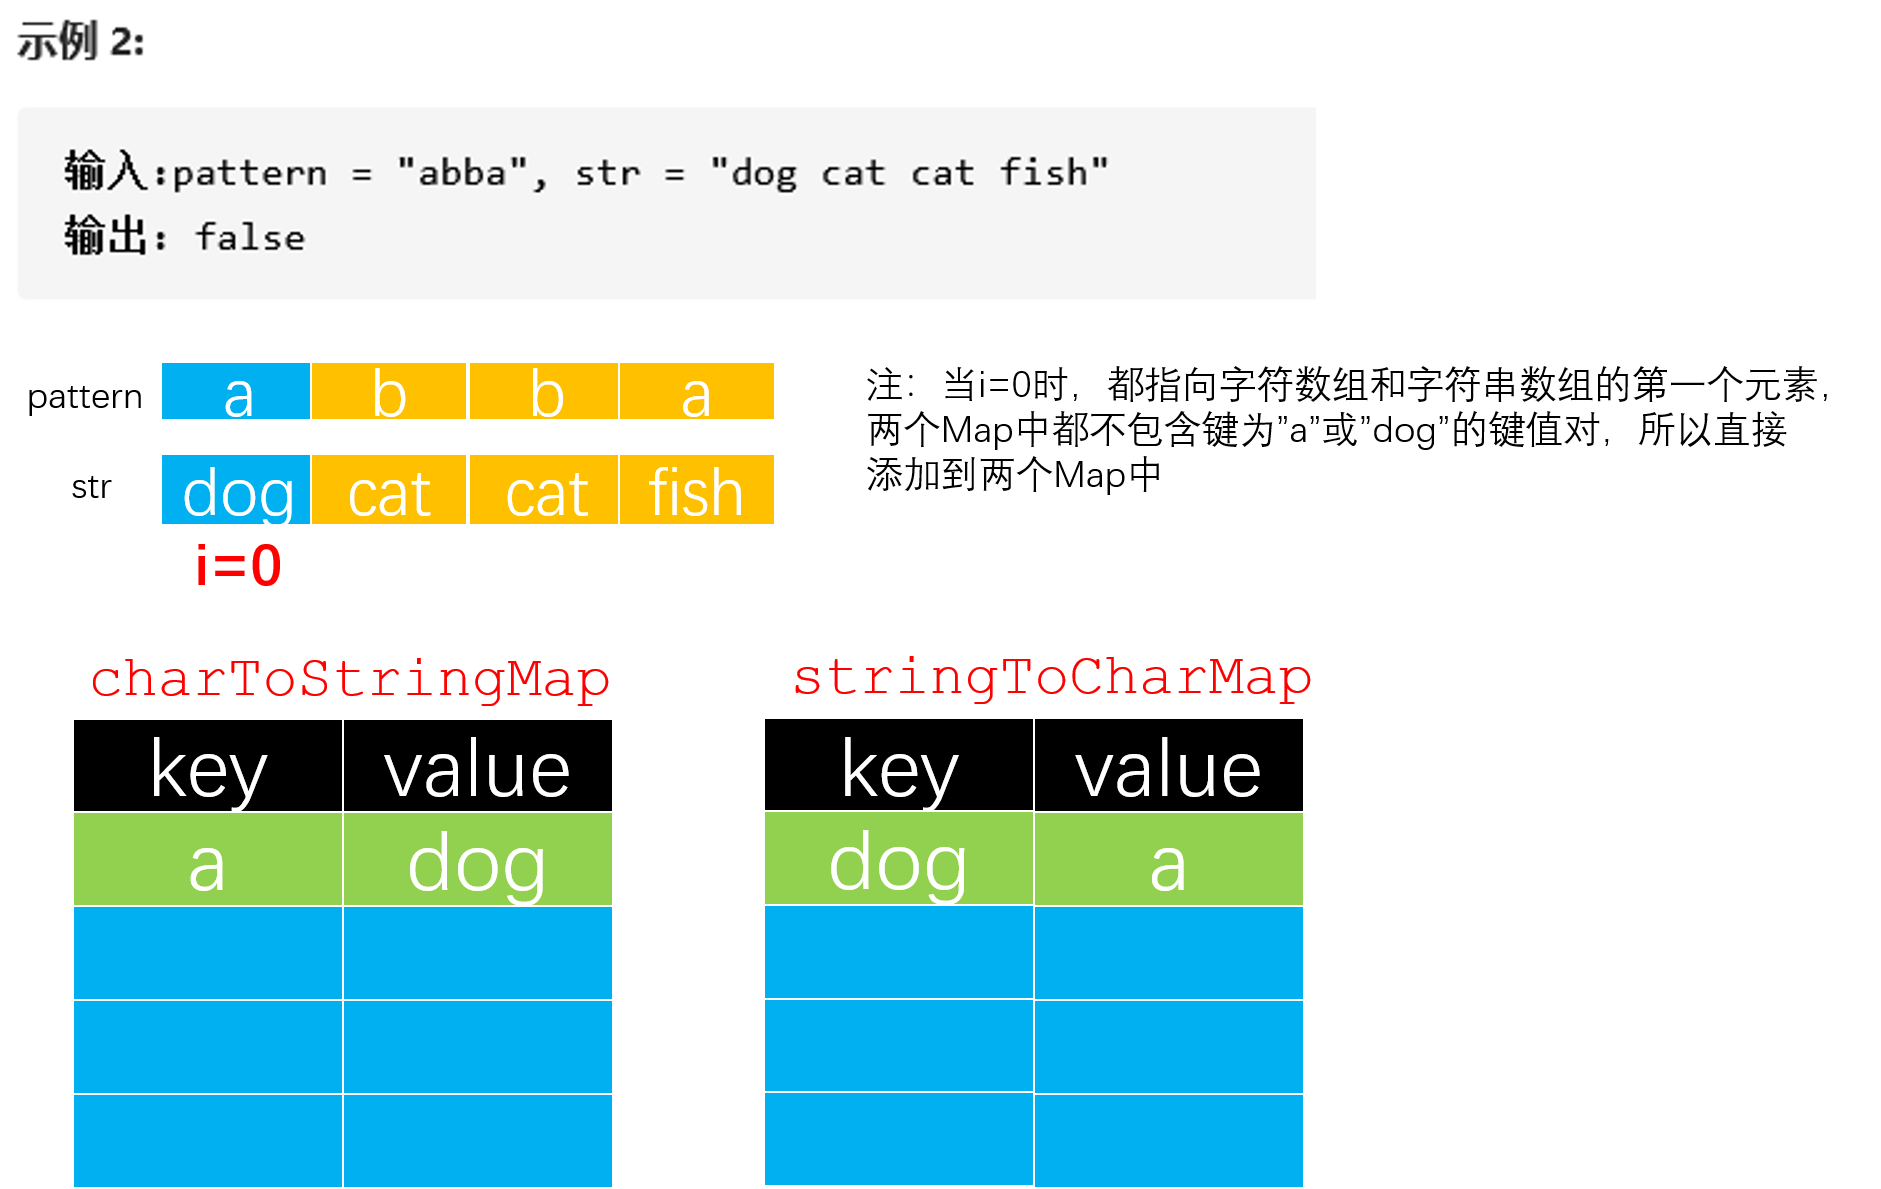 示例 2:
输入:pattern = "abba", str = "dog cat cat fish"
输出: false
pattern a b b a
str dog cat cat fish
i=0
注：当i=0时，都指向字符数组和字符串数组的第一个元素，
两个Map中都不包含键为”a”或”dog”的键值对，所以直接
添加到两个Map中
charToStringMap
key value
a dog
stringToCharMap
key value
dog a